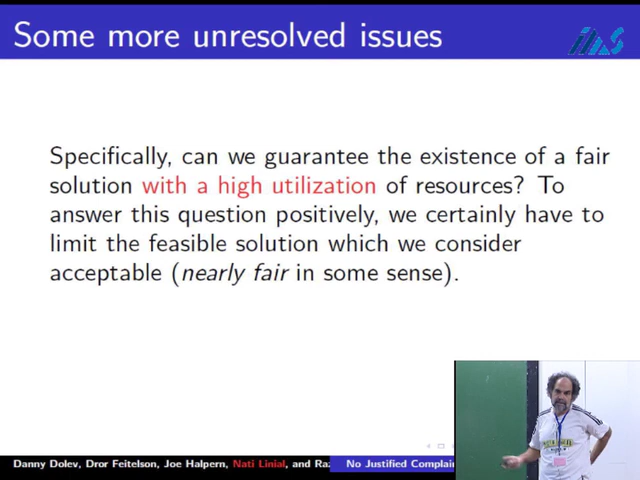 Some more unresolved issues
Specifically, can we guarantee the existence of a fair
solution with a high utilization of resources? To
answer this question positively, we certainly have to
limit the feasible solution which we consider
acceptable (nearly fair in some sense).
Danny Dolev, Dror Feitelson, Joe Halpern, Nati Linial, and Raz No Justified Complain